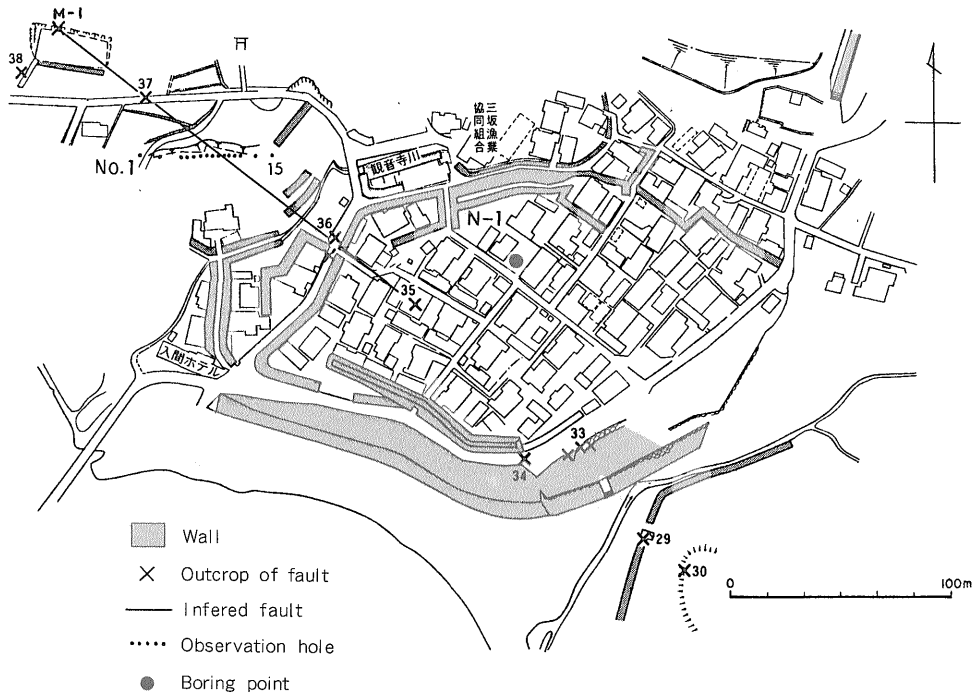 M-1
38
37
三坂漁業
協同組合
No.1
15
観音寺川
36
N-1
35
入間ホテル
33
34
29
30
0 100m
Wall
Outcrop of fault
Infered fault
Observation hole
Boring point